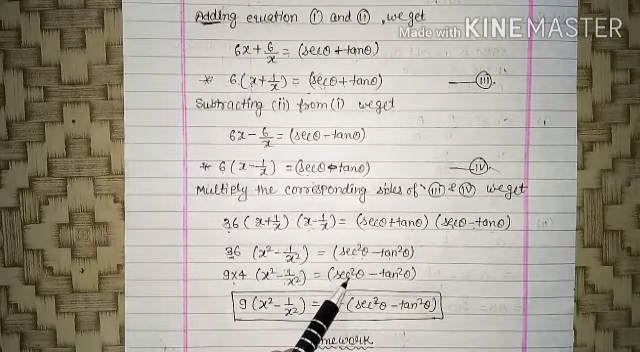 Adding equation (i) and (ii), we get
Made with KINEMASTER
6x + 6/x = (secθ + tanθ)
* 6(x + 1/x) = (secθ + tanθ) —(iii).
Subtracting (ii) from (i) we get
6x - 6/x = (secθ - tanθ)
* 6(x - 1/x) = (secθ - tanθ) —(iv)
Multiply the corrosponding sides of (iii) & (iv) we get
36(x + 1/x)(x - 1/x) = (secθ + tanθ)(secθ - tanθ)
36(x² - 1/x²) = (sec²θ - tan²θ)
9×4(x² - 1/x²) = (sec²θ - tan²θ)
9(x² - 1/x²) = (sec²θ - tan²θ)